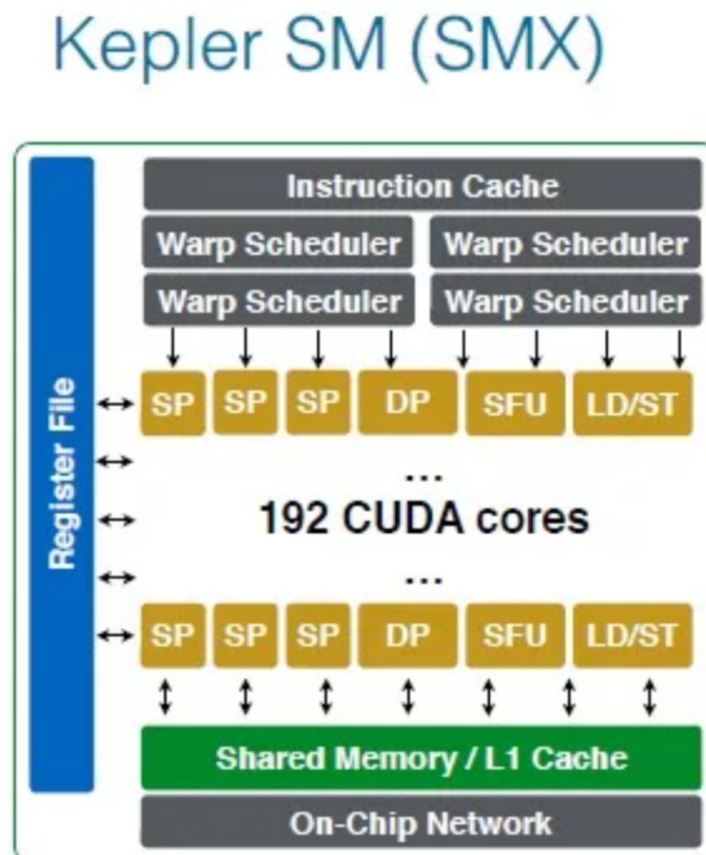 Kepler SM (SMX)
Register File
Instruction Cache
Warp Scheduler Warp Scheduler
Warp Scheduler Warp Scheduler
SP SP SP DP SFU LD/ST
...
192 CUDA cores
...
SP SP SP DP SFU LD/ST
Shared Memory / L1 Cache
On-Chip Network